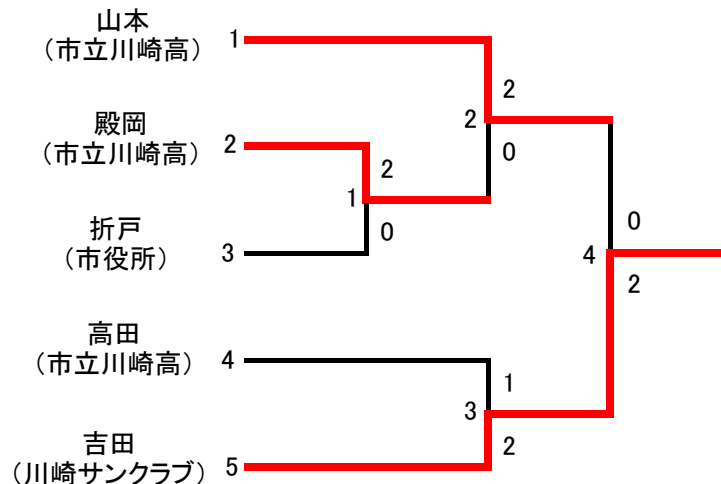 山本
(市立川崎高) 1
2
2
殿岡
(市立川崎高) 2
0
2
1
0
折戸
(市役所) 3
0
4
2
高田
(市立川崎高) 4
1
3
吉田
(川崎サンクラブ) 5
2